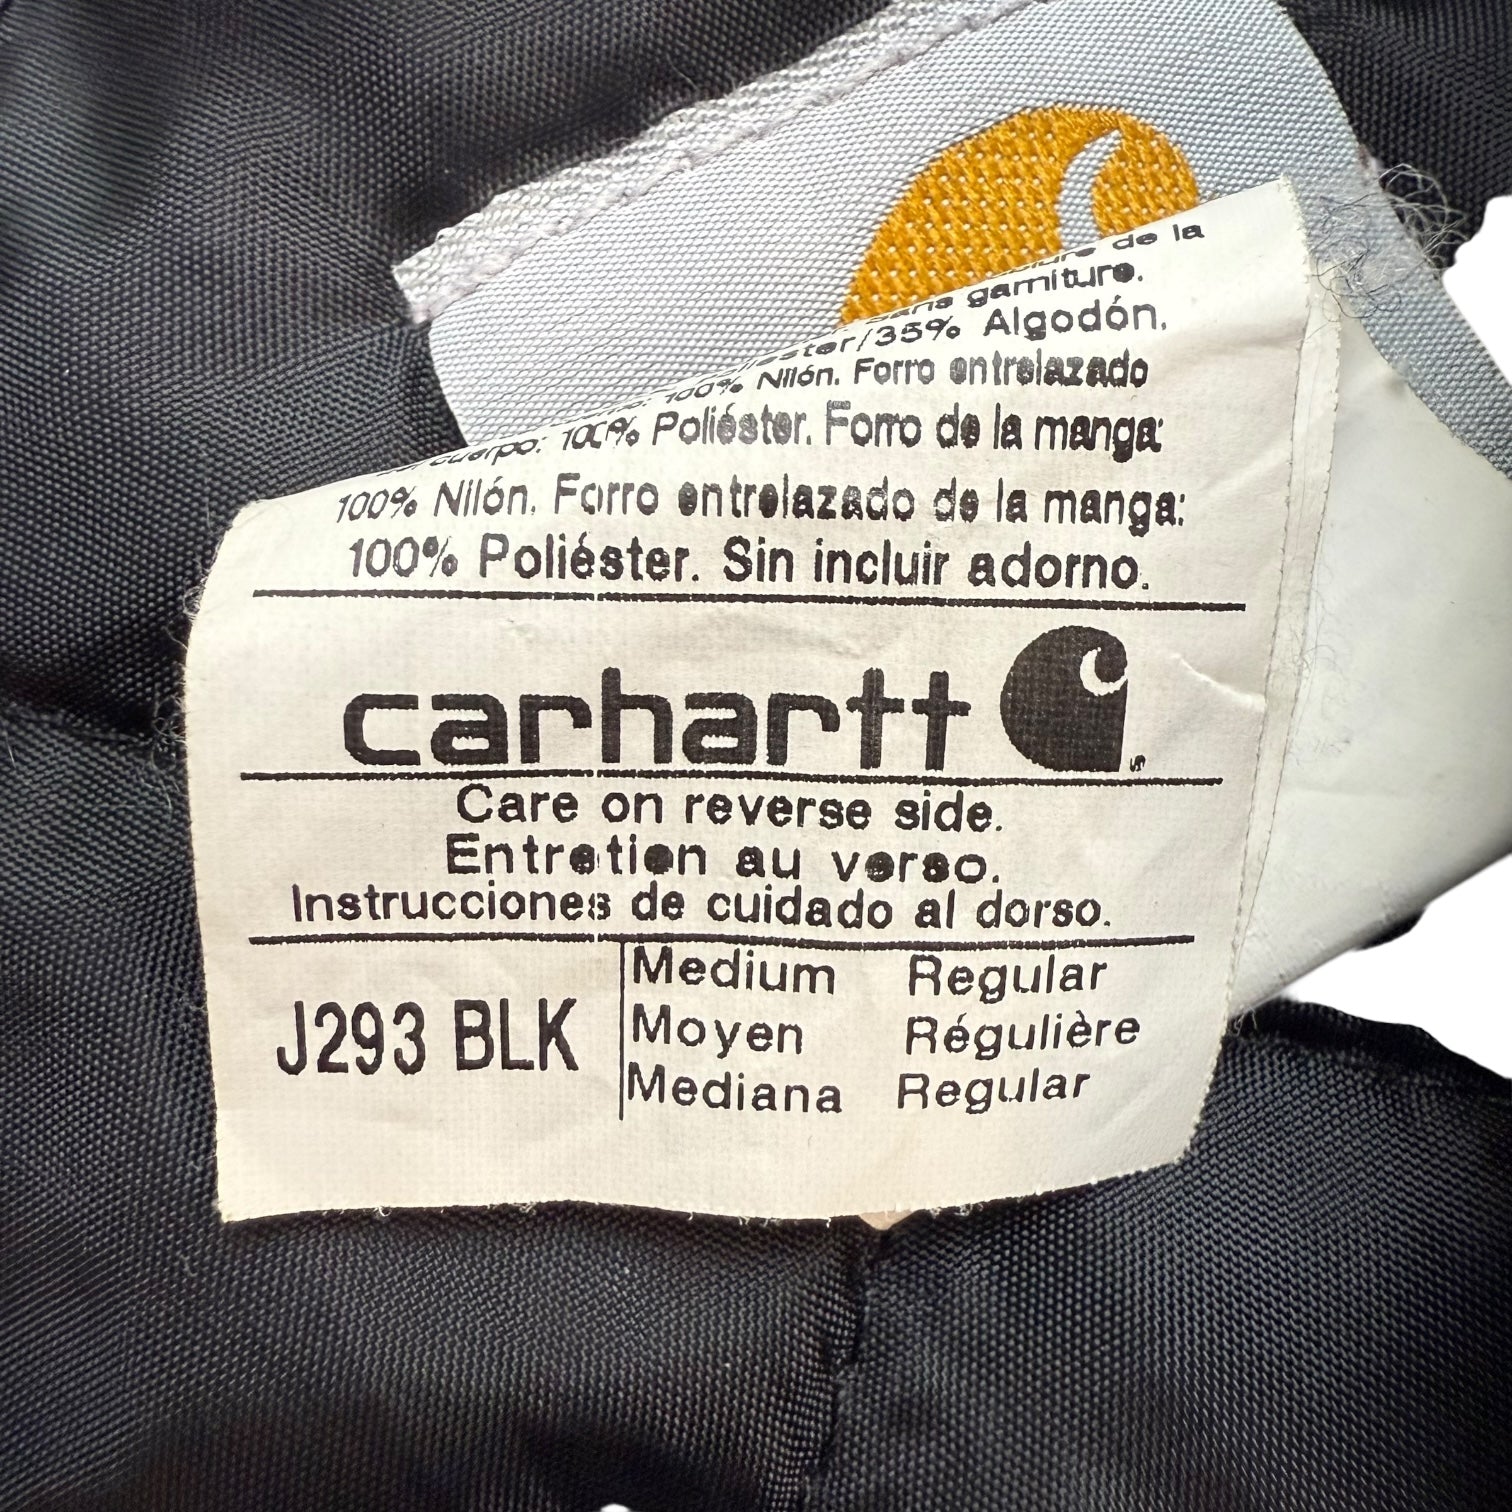 de la
garniture.
35% Algodón,
100% Nilón. Forro entrelazado
100% Poliéster. Forro de la manga:
100% Nilón. Forro entrelazado de la manga:
100% Poliéster. Sin incluir adorno.
carhartt
Care on reverse side.
Entretien au verso.
Instrucciones de cuidado al dorso.
J293 BLK
Medium Regular
Moyen Régulière
Mediana Regular